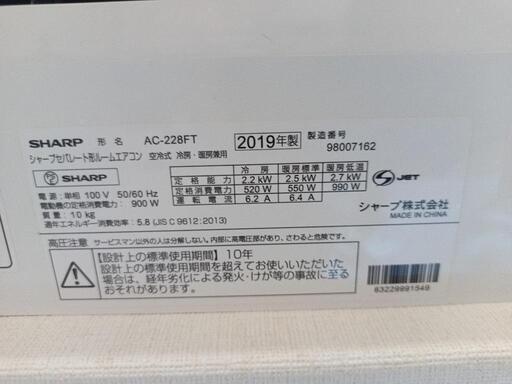 SHARP 形名 AC-228FT 2019年製 製造番号 98007162
シャープセパレート形ルームエアコン 空冷式 冷房・暖房兼用
PS E SHARP
冷房 暖房標準 暖房低温
定格能力 2.2 kW 2.5 kW 2.7 kW
定格消費電力 520 W 550 W 990 W
運転電流 6.2 A 6.4 A
S JET
電源:単相 100 V 50/60 Hz
電動機の定格消費電力: 900 W
質量:10 kg
通年エネルギー消費効率:5.8 (JIS C 9612:2013)
シャープ株式会社
MADE IN CHINA
高圧注意 サービスマン以外の人は分解しない。内部に高電圧部があり、さわると危険です。
【設計上の標準使用期間】10年
設計上の標準使用期間を超えてお使いいただいた
場合は、経年劣化による発火・けが等の事故に至る
おそれがあります。
83229991549